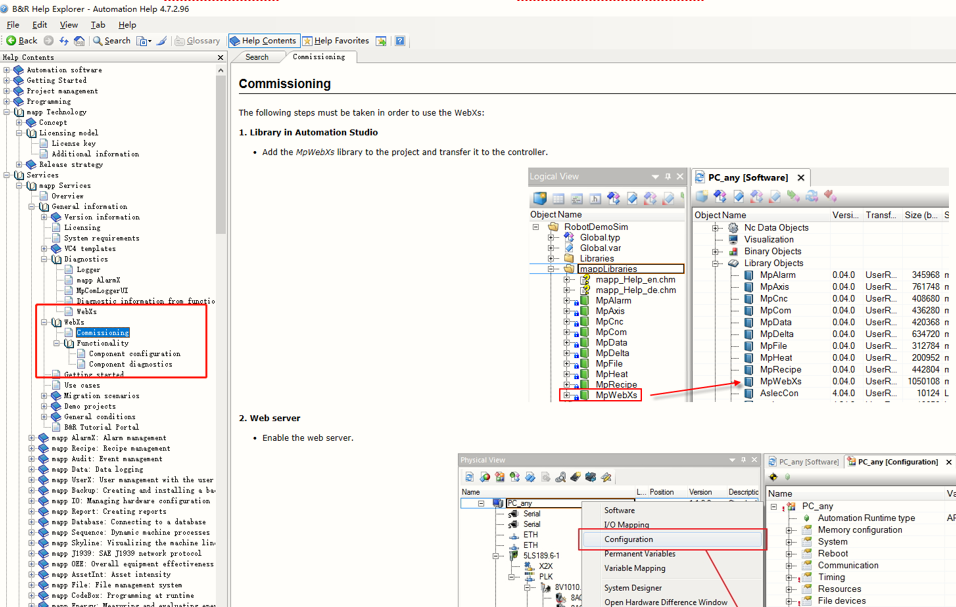 B&R Help Explorer - Automation Help 4.7.2.96
File Edit View Tab Help
Back Search Glossary Help Contents Help Favorites
Help Contents
Automation software
Getting Started
Project management
Programming
mapp Technology
Concept
Licensing model
License key
Additional information
Release strategy
Services
mapp Services
Overview
General information
Version information
Licensing
System requirements
VC4 templates
Diagnostics
Logger
mapp AlarmX
MpComLoggerUI
Diagnostic information from functio
WebXs
WebXs
Commissioning
Functionality
Component configuration
Component diagnostics
Getting started
Use cases
Migration scenarios
Demo projects
General conditions
B&R Tutorial Portal
mapp AlarmX: Alarm management
mapp Recipe: Recipe management
mapp Audit: Event management
mapp Data: Data logging
mapp UserX: Management with the user
mapp Backup: Creating and installing a ba
mapp IO: Managing hardware configuration
mapp Report: Creating reports
mapp Database: Connecting to a database
mapp Sequence: Dynamic machine processes
mapp Skyline: Visualizing the machine lin
mapp J1939: SAE J1939 network protocol
mapp OEE: Overall equipment effectiveness
mapp AssetInt: Asset intensity
mapp File: File management system
mapp CodeBox: Programming at runtime
mapp Energy: Measuring and evaluating ene
Search Commissioning
Commissioning
The following steps must be taken in order to use the WebXs:
1. Library in Automation Studio
• Add the MpWebXs library to the project and transfer it to the controller.
Logical View
Object Name
RobotDemoSim
Global.typ
Global.var
Libraries
mappLibraries
mapp_Help_en.chm
mapp_Help_de.chm
MpAlarm
MpAxis
MpCnc
MpCom
MpData
MpDelta
MpFile
MpHeat
MpRecipe
MpWebXs
PC_any [Software]
Object Name Versi... Transf... Size (b... S
Nc Data Objects
Visualization
Binary Objects
Library Objects
MpAlarm 0.04.0 UserR... 345968 n
MpAxis 0.04.0 UserR... 761748 n
MpCnc 0.04.0 UserR... 408680 n
MpCom 0.04.0 UserR... 436280 n
MpData 0.04.0 UserR... 420368 n
MpDelta 0.04.0 UserR... 634720 n
MpFile 0.04.0 UserR... 312784 n
MpHeat 0.04.0 UserR... 200952 n
MpRecipe 0.04.0 UserR... 442804 n
MpWebXs 0.04.0 UserR... 1050108 n
AsIecCon 4.04.0 UserR... 10124 L
2. Web server
• Enable the web server.
Physical View
Name L... Position Version Descriptic
PC_any
Serial
Serial
ETH
ETH
5LS189.6-1
X2X
PLK
8V1010.
8AC
Software
I/O Mapping
Configuration
Permanent Variables
Variable Mapping
System Designer
Open Hardware Difference Window
PC_any [Software] PC_any [Configuration]
Name Va
PC_any
Automation Runtime type AF
Memory configuration
System
Reboot
Communication
Timing
Resources
File devices